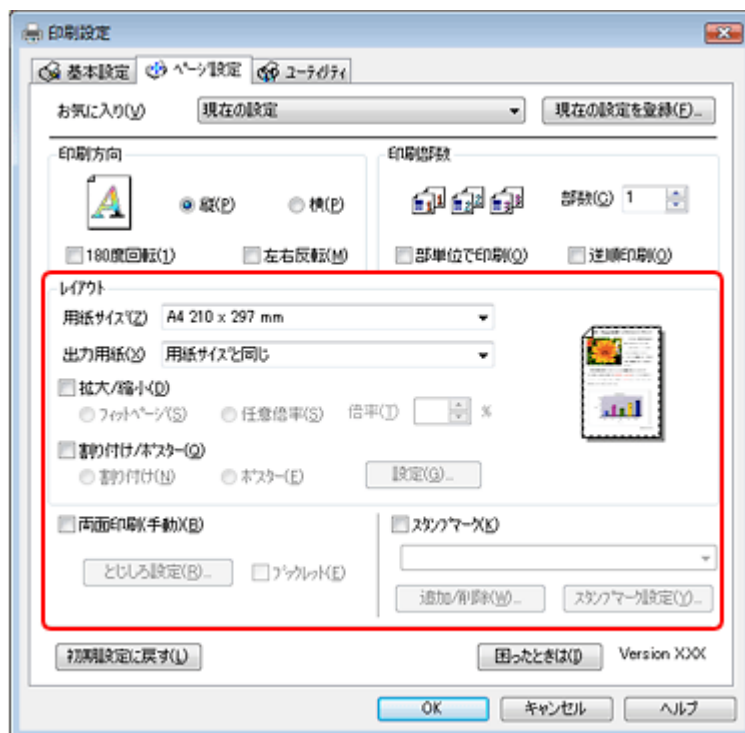 印刷設定
基本設定 ページ設定 ユーティリティ
お気に入り(V) 現在の設定 現在の設定を登録(F)...
印刷方向
A 縦(P) 横(P)
180度回転(1) 左右反転(M)
印刷部数
1 1 2 2 3 3 部数(C) 1
部単位で印刷(O) 逆順印刷(O)
レイアウト
用紙サイズ(Z) A4 210 x 297 mm
出力用紙(X) 用紙サイズと同じ
拡大/縮小(D)
フィットページ(S) 任意倍率(S) 倍率(T) %
割り付け/ポスター(O)
割り付け(N) ポスター(E) 設定(G)...
両面印刷(手動)(B)
とじしろ設定(R)... ブックレット(E)
スタンプマーク(K)
追加/削除(W)... スタンプマーク設定(Y)...
初期設定に戻す(L) 困ったときは(I) Version XXX
OK キャンセル ヘルプ